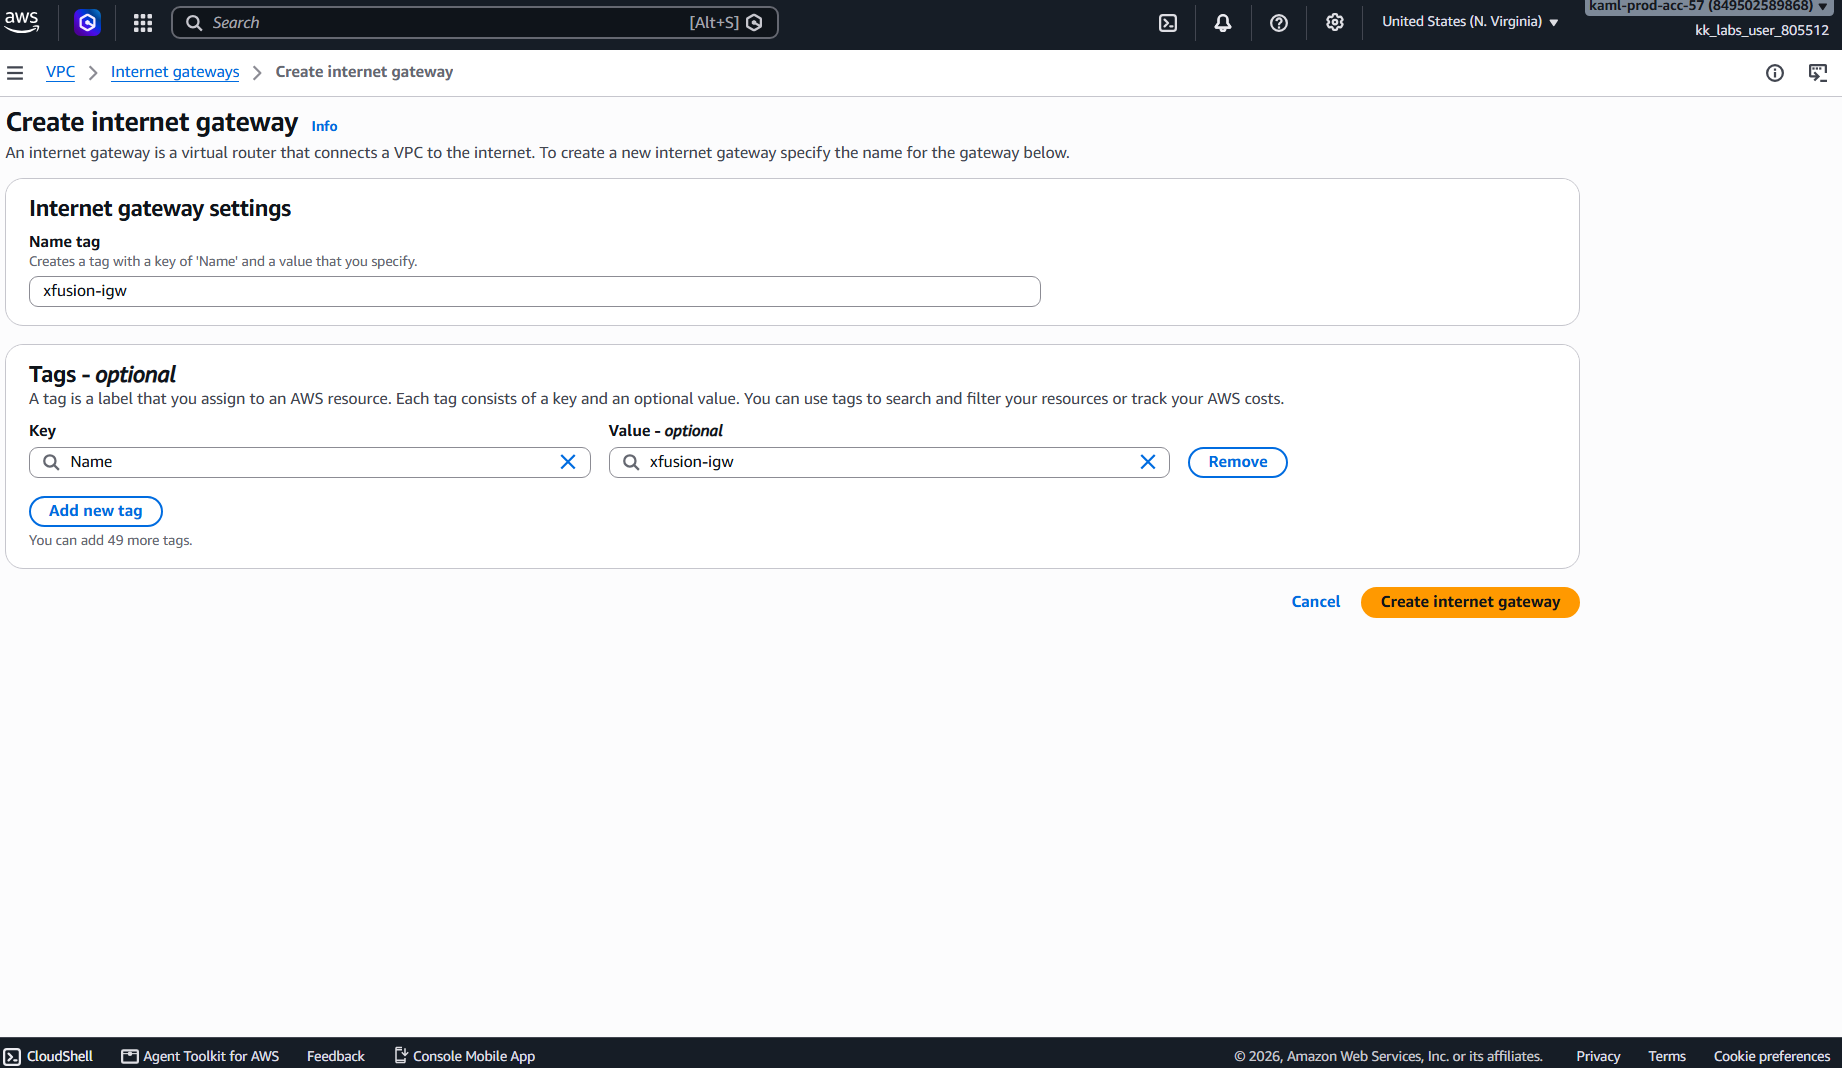 aws
Search [Alt+S]
United States (N. Virginia)
kaml-prod-acc-57 (849502589868)
kk_labs_user_805512
VPC Internet gateways Create internet gateway
Create internet gateway Info
An internet gateway is a virtual router that connects a VPC to the internet. To create a new internet gateway specify the name for the gateway below.
Internet gateway settings
Name tag
Creates a tag with a key of 'Name' and a value that you specify.
xfusion-igw
Tags - optional
A tag is a label that you assign to an AWS resource. Each tag consists of a key and an optional value. You can use tags to search and filter your resources or track your AWS costs.
Key Value - optional
Name xfusion-igw Remove
Add new tag
You can add 49 more tags.
Cancel Create internet gateway
CloudShell Agent Toolkit for AWS Feedback Console Mobile App © 2026, Amazon Web Services, Inc. or its affiliates. Privacy Terms Cookie preferences